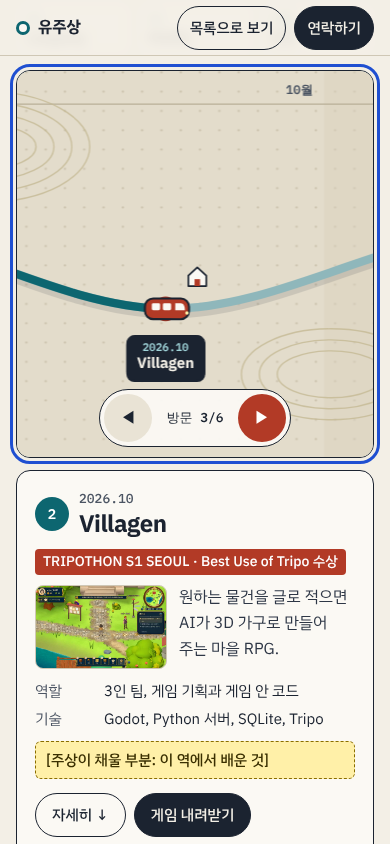 유주상
목록으로 보기
연락하기
10월
2026.10
Villagen
방문 3/6
2
2026.10
Villagen
TRIPOTHON S1 SEOUL · Best Use of Tripo 수상
원하는 물건을 글로 적으면
AI가 3D 가구로 만들어
주는 마을 RPG.
역할 3인 팀, 게임 기획과 게임 안 코드
기술 Godot, Python 서버, SQLite, Tripo
[주상이 채울 부분: 이 역에서 배운 것]
자세히 ↓
게임 내려받기